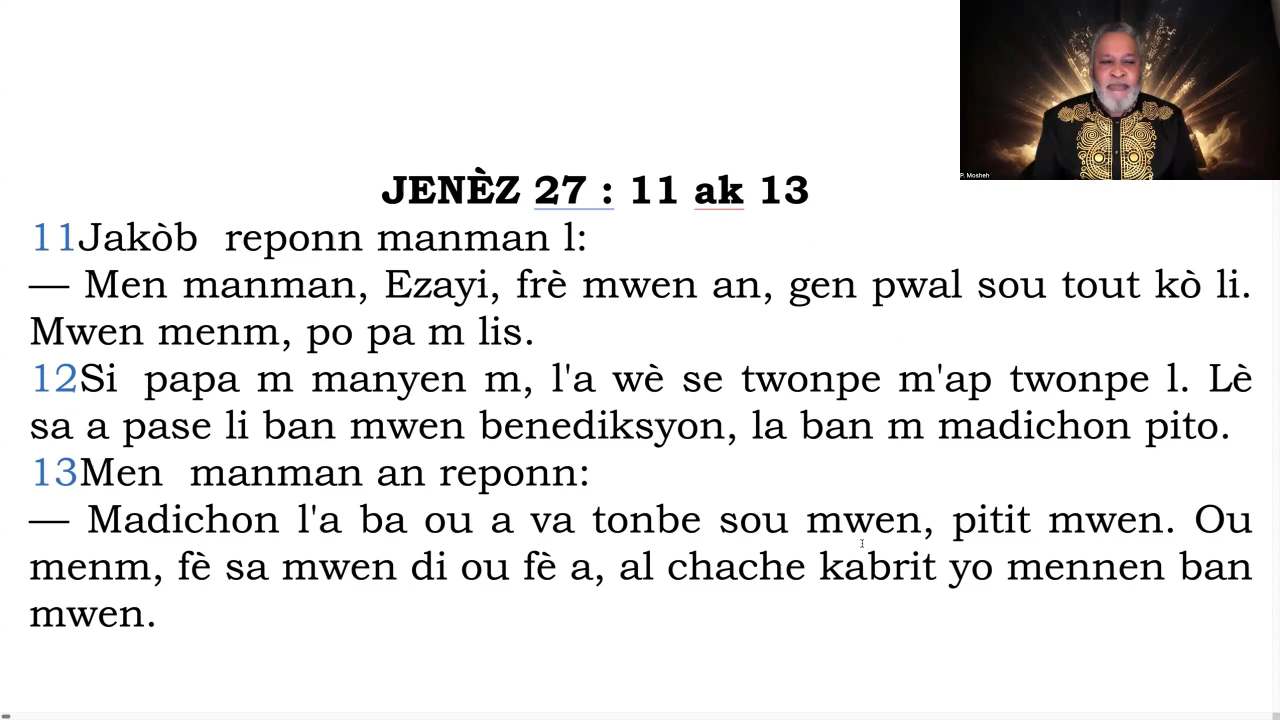 P. Mosheh
JENÈZ 27 : 11 ak 13
11Jakòb reponn manman l:
— Men manman, Ezayi, frè mwen an, gen pwal sou tout kò li.
Mwen menm, po pa m lis.
12Si papa m manyen m, l'a wè se twonpe m'ap twonpe l. Lè
sa a pase li ban mwen benediksyon, la ban m madichon pito.
13Men manman an reponn:
— Madichon l'a ba ou a va tonbe sou mwen, pitit mwen. Ou
menm, fè sa mwen di ou fè a, al chache kabrit yo mennen ban
mwen.